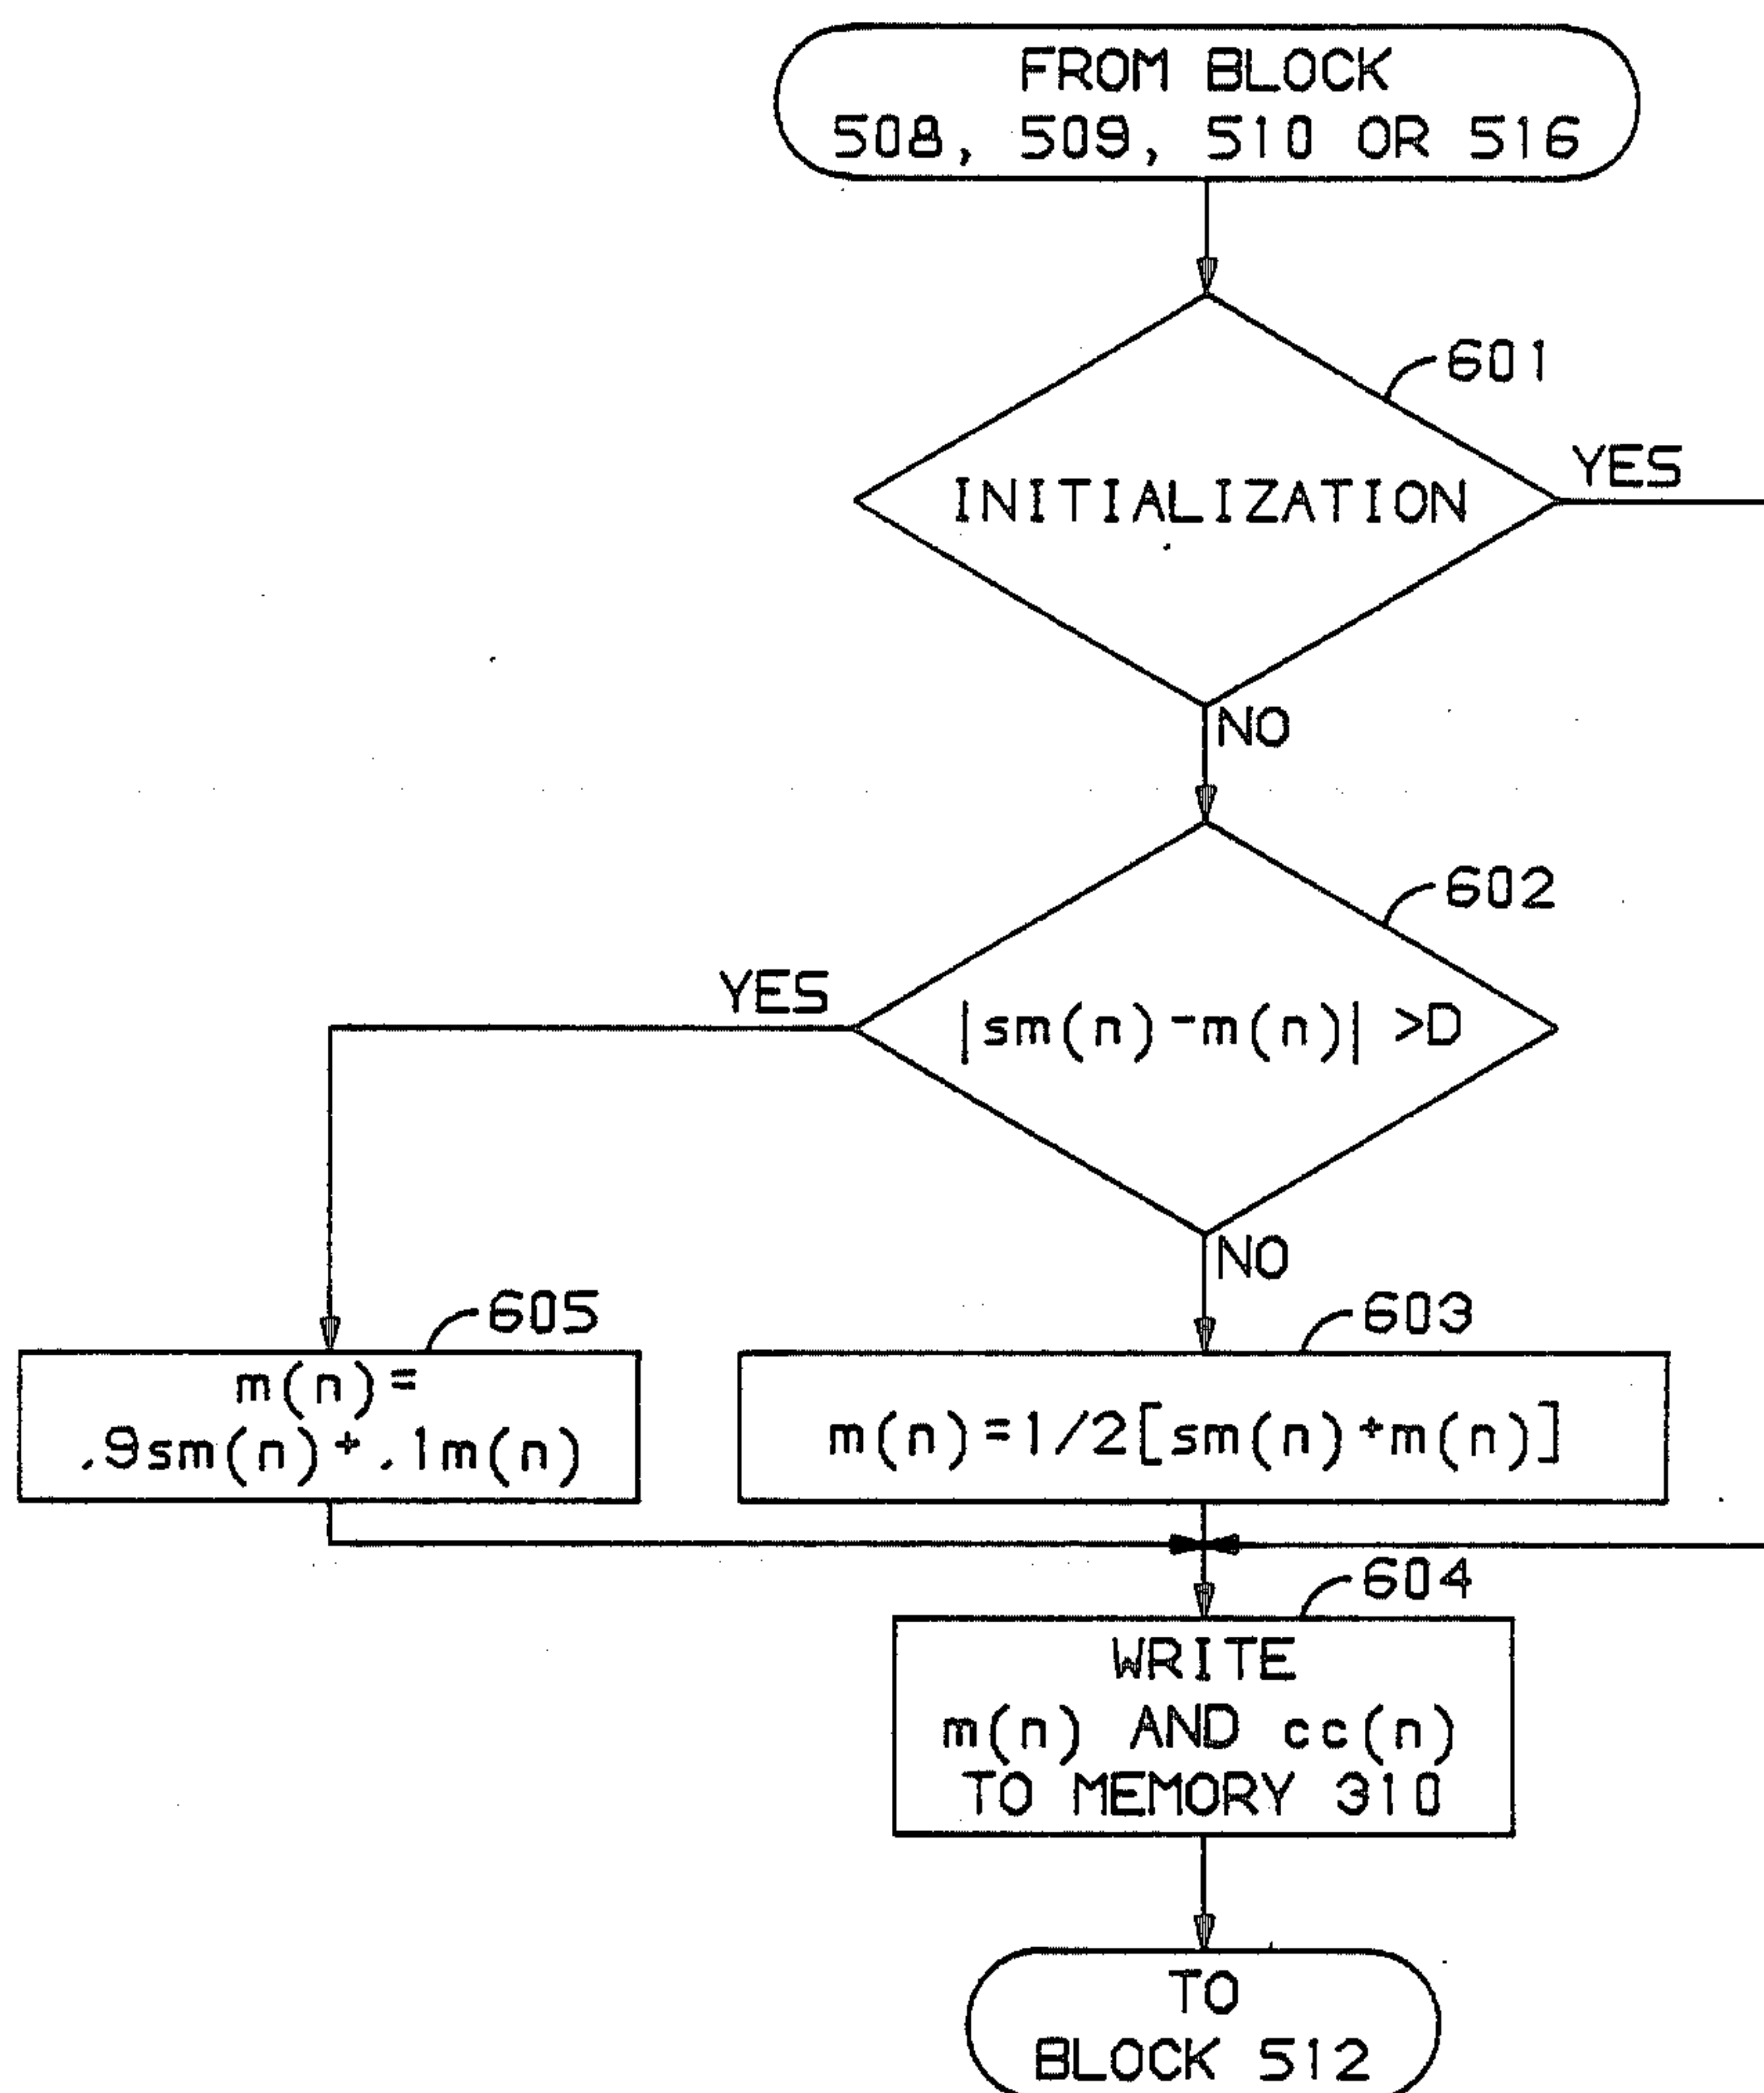 FROM BLOCK
508, 509, 510 OR 516
601
YES
INITIALIZATION
NO
602
YES
|sm(n)-m(n)| >D
NO
605
603
m(n)=
.9sm(n)+.1m(n)
m(n)=1/2[sm(n)+m(n)]
604
WRITE
m(n) AND cc(n)
TO MEMORY 310
TO
BLOCK 512